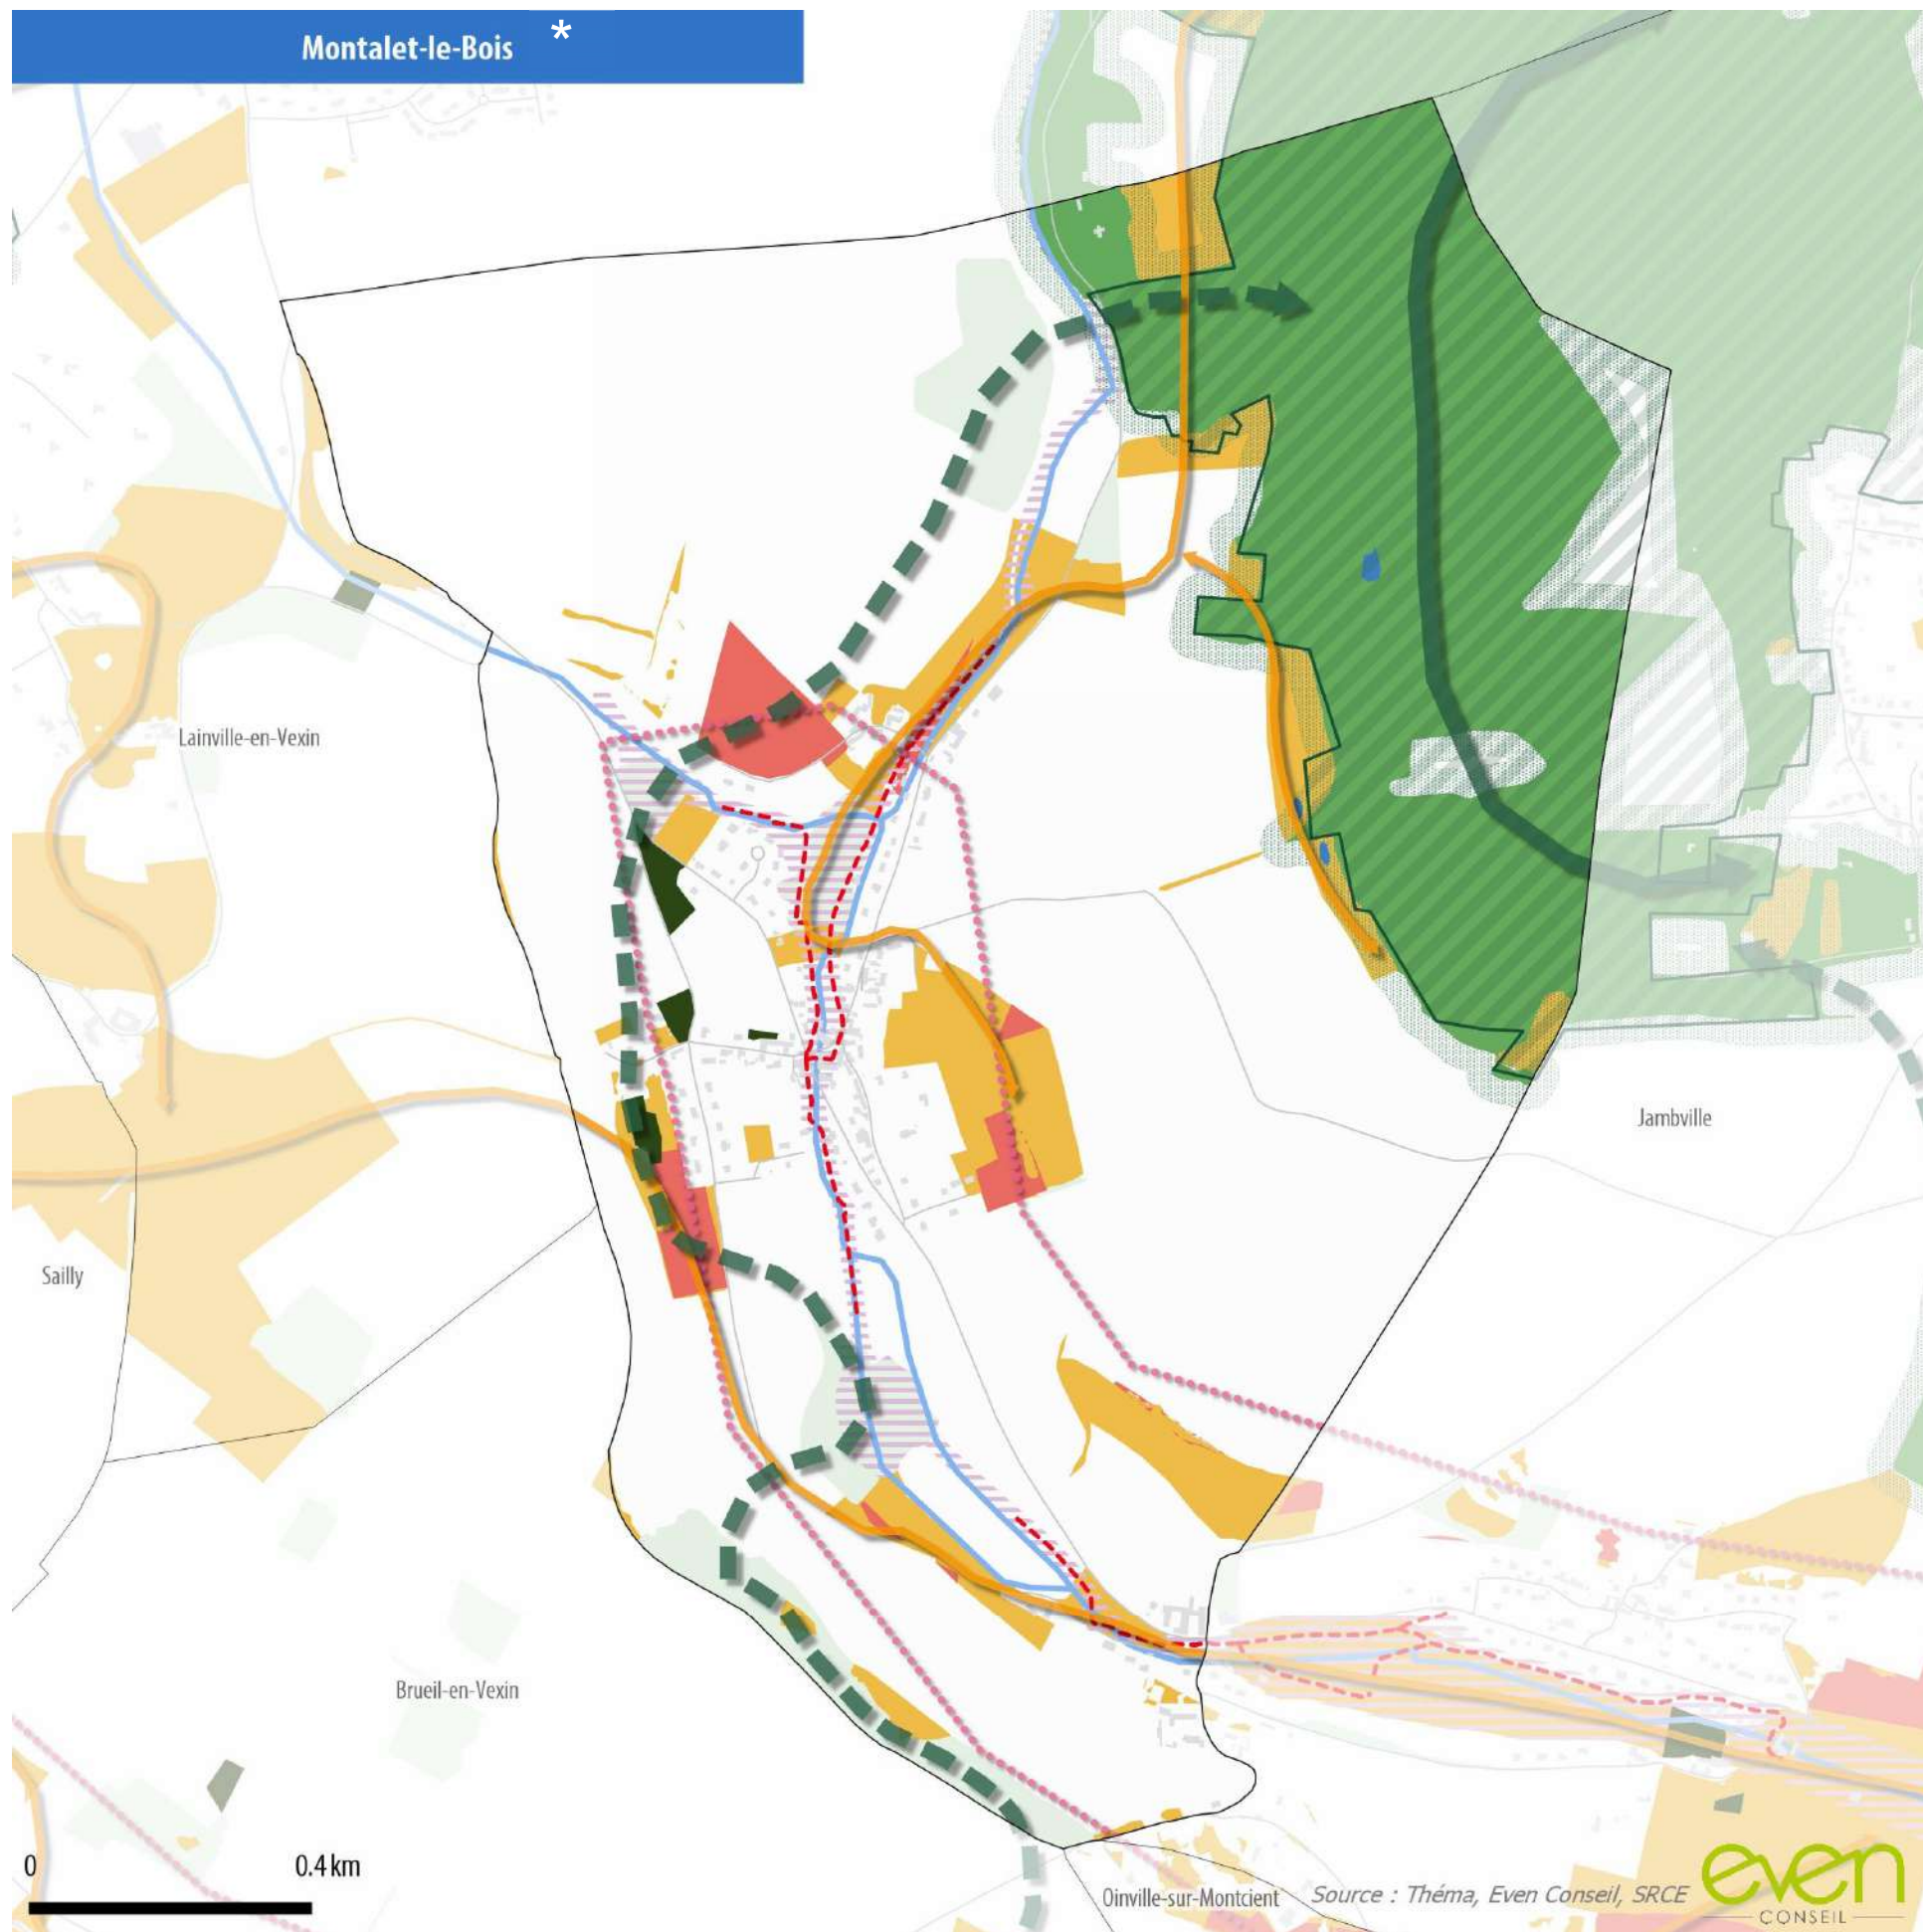 Montalet-le-Bois *
Lainville-en-Vexin
Jambville
Sailly
Brueil-en-Vexin
0 0.4 km
Oinville-sur-Montcient
Source : Théma, Even Conseil, SRCE
even
CONSEIL